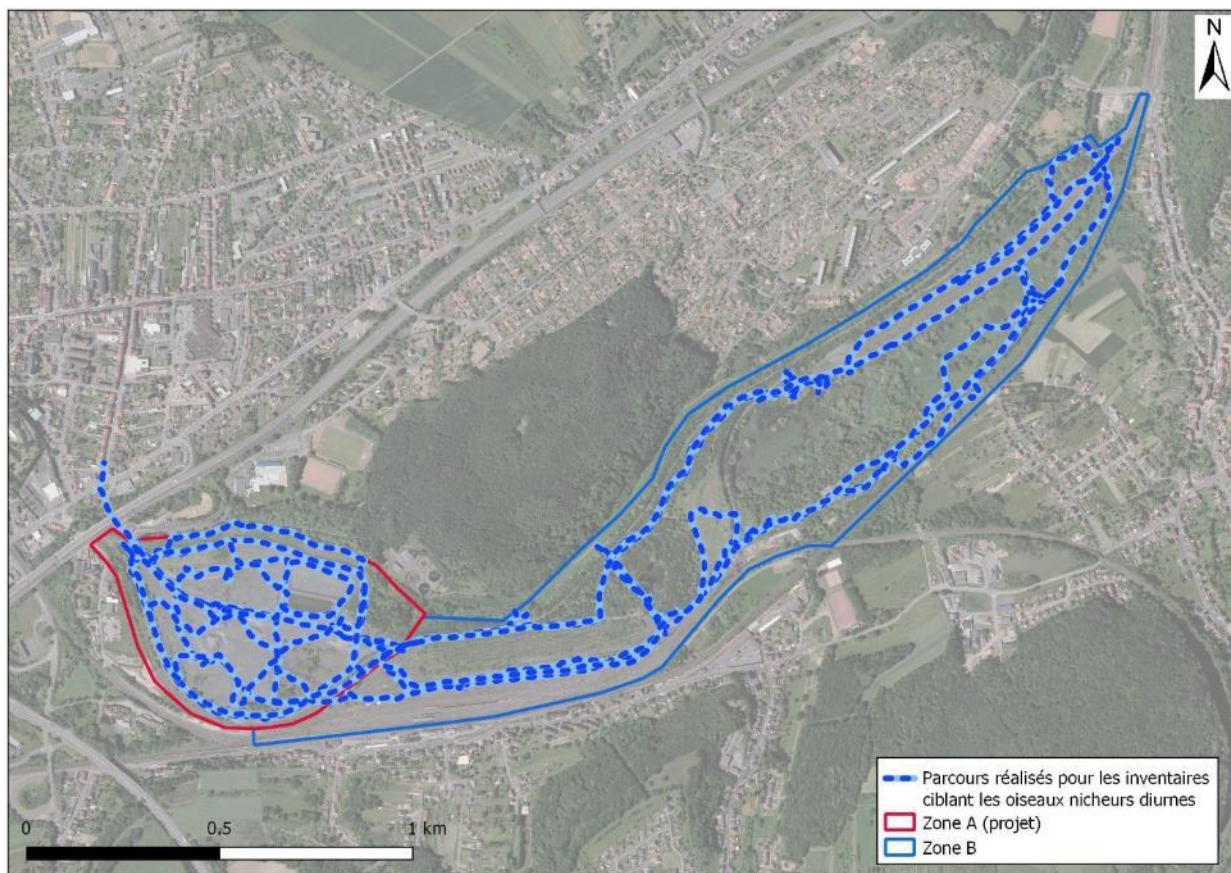 N
Parcours réalisés pour les inventaires
ciblant les oiseaux nicheurs diurnes
Zone A (projet)
Zone B
0 0,5 1 km